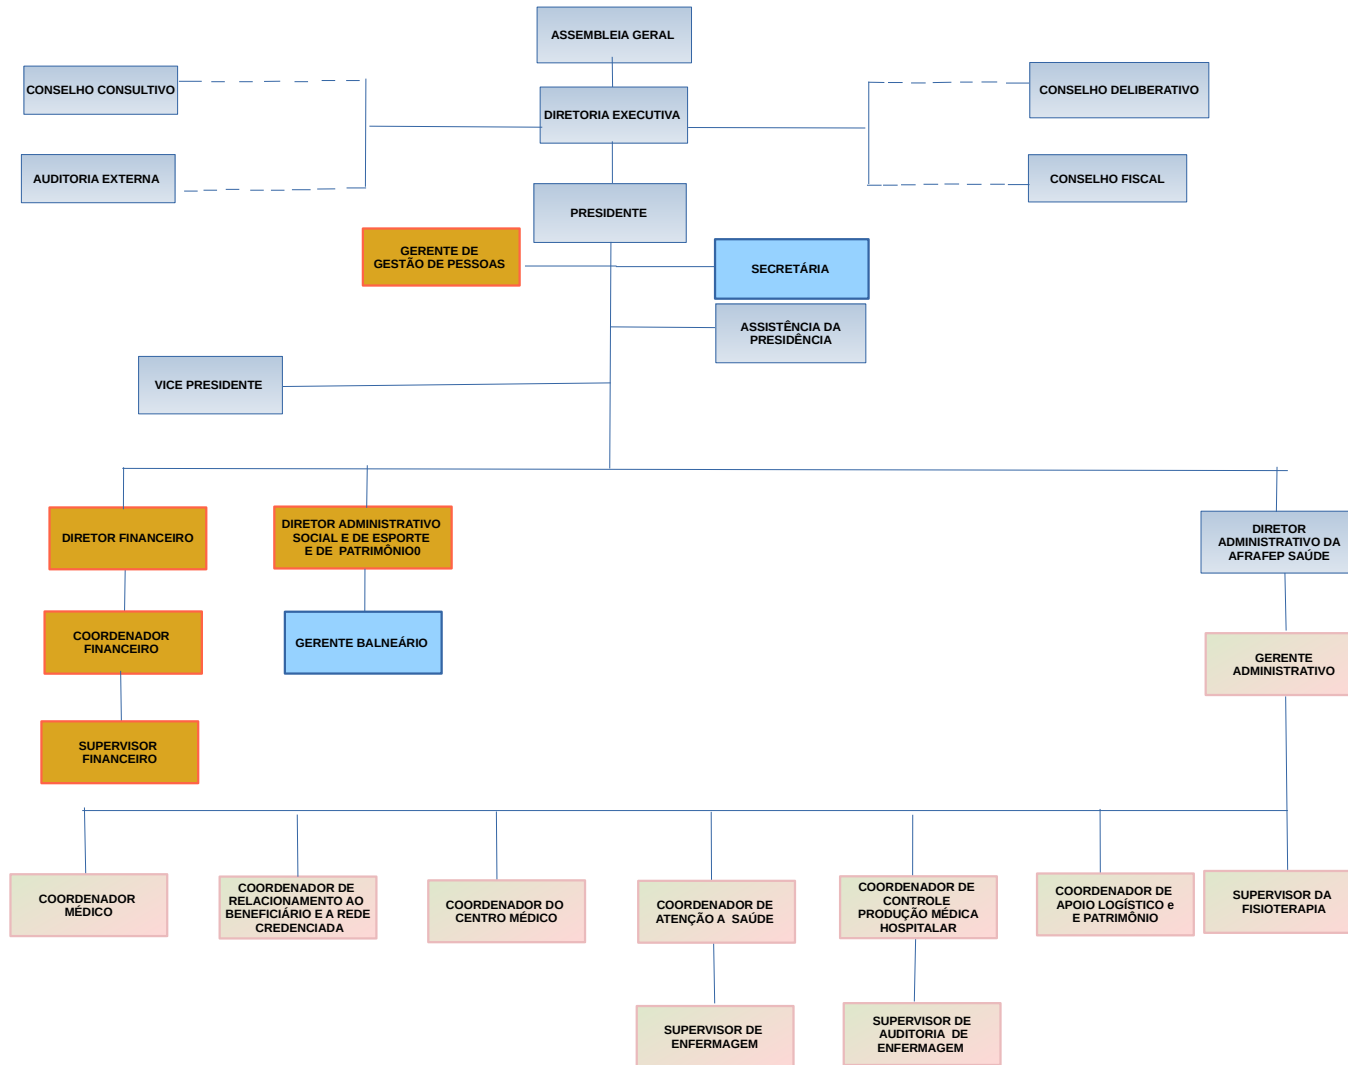 ASSEMBLEIA GERAL
CONSELHO CONSULTIVO
CONSELHO DELIBERATIVO
DIRETORIA EXECUTIVA
AUDITORIA EXTERNA
CONSELHO FISCAL
PRESIDENTE
GERENTE DE
GESTÃO DE PESSOAS
SECRETÁRIA
ASSISTÊNCIA DA
PRESIDÊNCIA
VICE PRESIDENTE
DIRETOR FINANCEIRO
DIRETOR ADMINISTRATIVO
SOCIAL E DE ESPORTE
E DE PATRIMÔNIO0
DIRETOR
ADMINISTRATIVO DA
AFRAFEP SAÚDE
COORDENADOR
FINANCEIRO
GERENTE BALNEÁRIO
GERENTE
ADMINISTRATIVO
SUPERVISOR
FINANCEIRO
COORDENADOR
MÉDICO
COORDENADOR DE
RELACIONAMENTO AO
BENEFICIÁRIO E A REDE
CREDENCIADA
COORDENADOR DO
CENTRO MÉDICO
COORDENADOR DE
ATENÇÃO A SAÚDE
COORDENADOR DE
CONTROLE
PRODUÇÃO MÉDICA
HOSPITALAR
COORDENADOR DE
APOIO LOGÍSTICO e
E PATRIMÔNIO
SUPERVISOR DA
FISIOTERAPIA
SUPERVISOR DE
ENFERMAGEM
SUPERVISOR DE
AUDITORIA DE
ENFERMAGEM